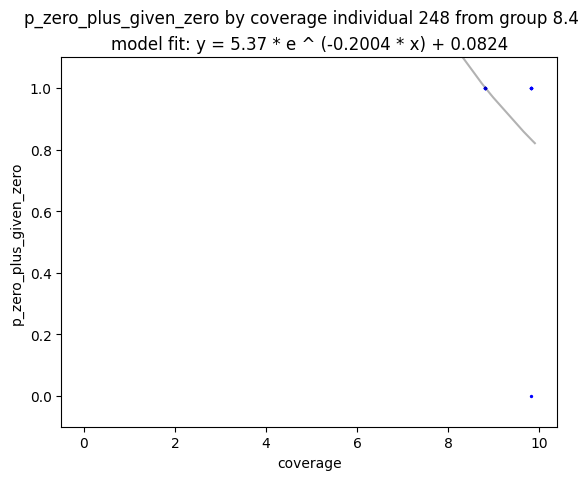 p_zero_plus_given_zero by coverage individual 248 from group 8.4
model fit: y = 5.37 * e ^ (-0.2004 * x) + 0.0824
1.0
0.8
0.6
0.4
0.2
0.0
p_zero_plus_given_zero
0 2 4 6 8 10
coverage